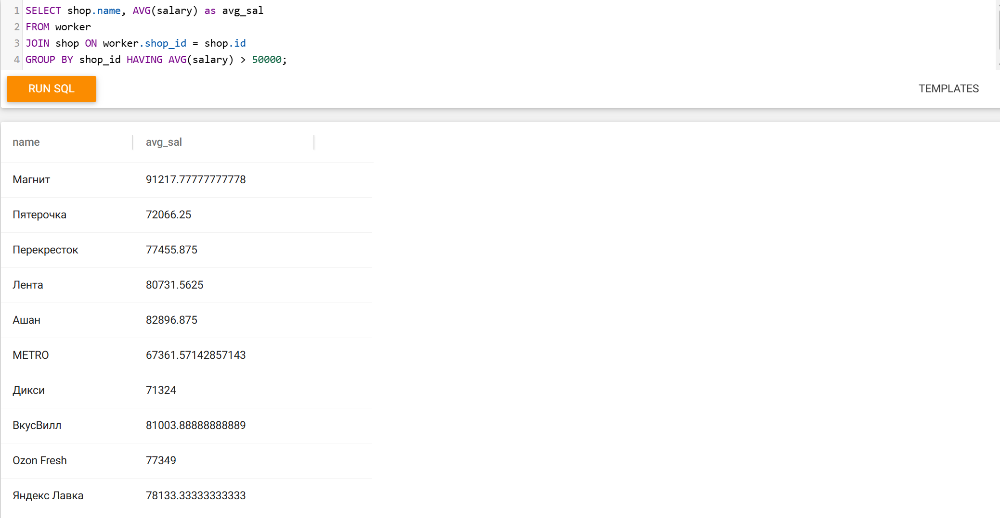 1 SELECT shop.name, AVG(salary) as avg_sal
2 FROM worker
3 JOIN shop ON worker.shop_id = shop.id
4 GROUP BY shop_id HAVING AVG(salary) > 50000;
RUN SQL TEMPLATES
name avg_sal
Магнит 91217.77777777778
Пятерочка 72066.25
Перекресток 77455.875
Лента 80731.5625
Ашан 82896.875
METRO 67361.57142857143
Дикси 71324
ВкусВилл 81003.88888888889
Ozon Fresh 77349
Яндекс Лавка 78133.33333333333